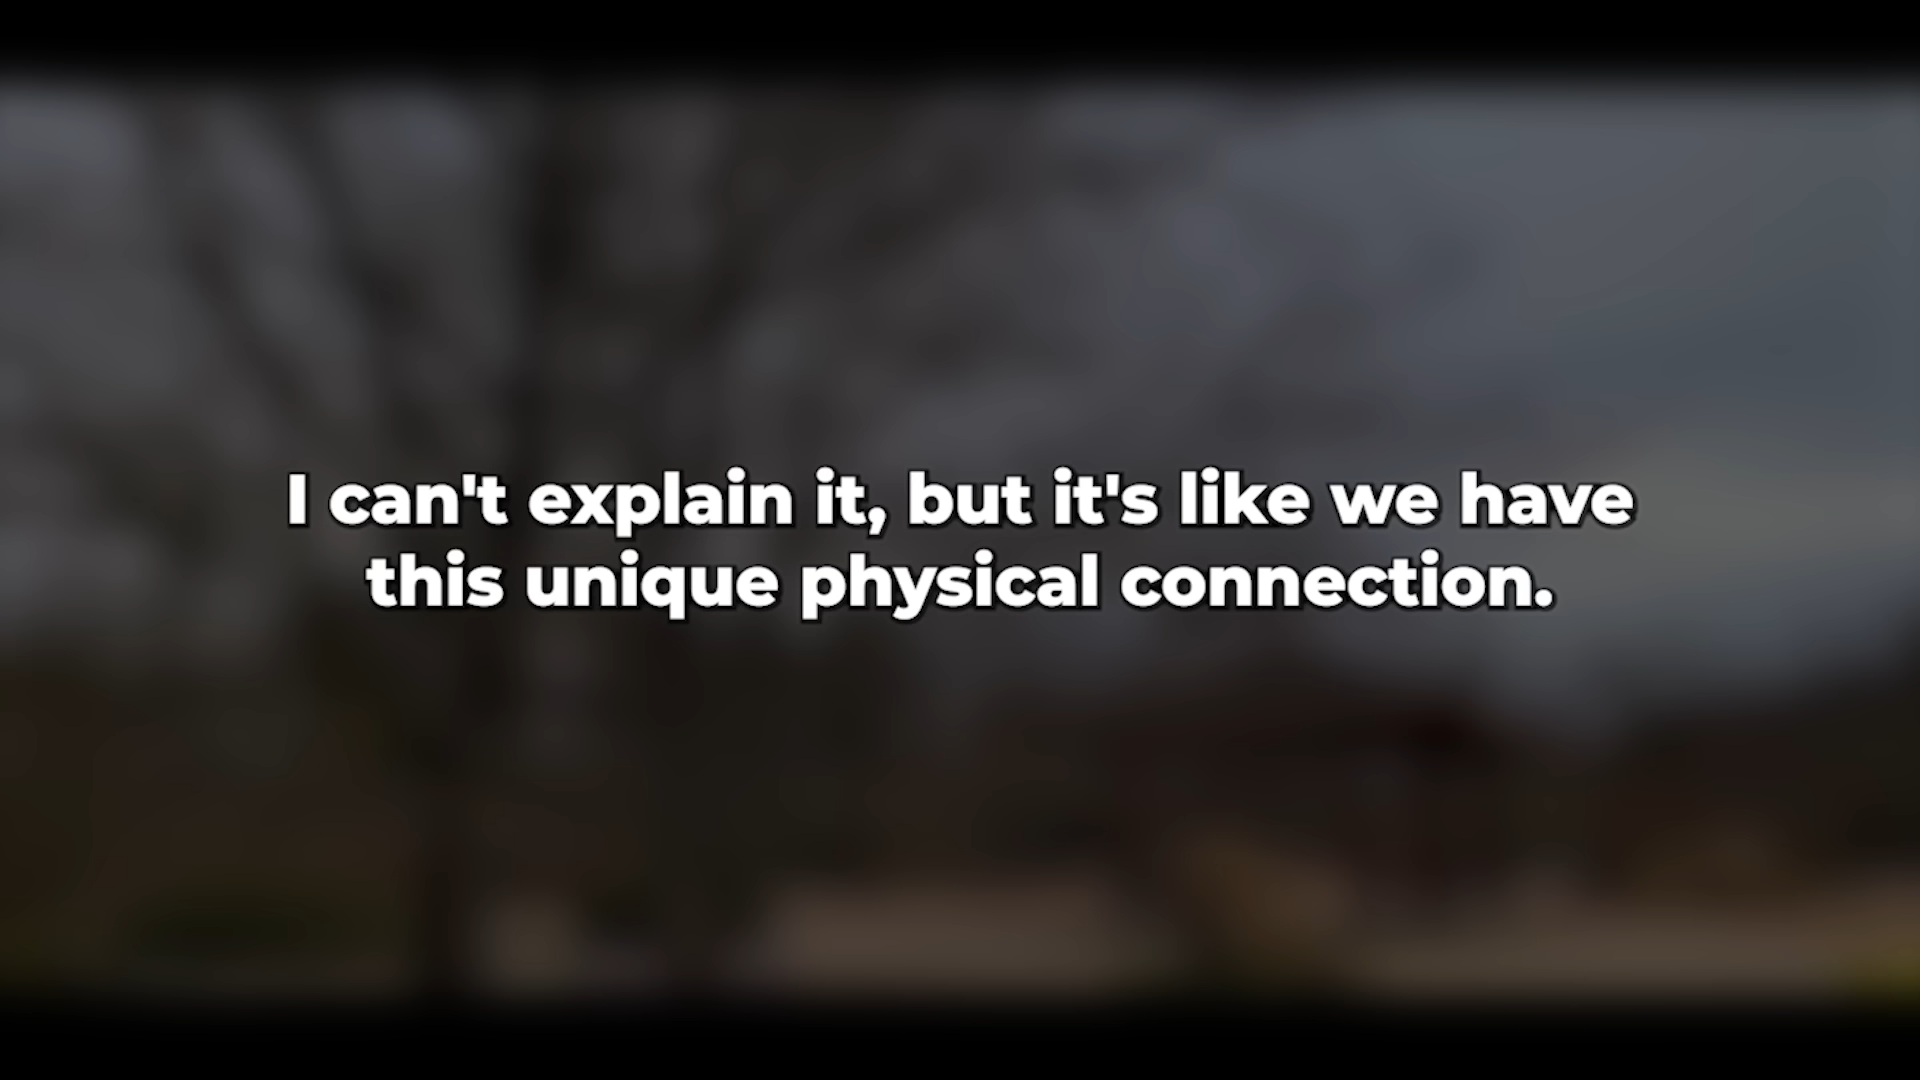 I can't explain it, but it's like we have
this unique physical connection.